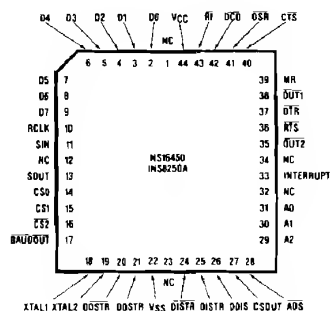 D4 D3 D2 D1 D0 VCC RI DCD DSR CTS
NC
6 5 4 3 2 1 44 43 42 41 40
D5 7
D6 8
D7 9
RCLK 10
SIN 11
NC 12
SOUT 13
CS0 14
CS1 15
CS2 16
BAUDOUT 17
NS16450
INS8250A
39 MR
38 OUT1
37 DTR
36 RTS
35 OUT2
34 NC
33 INTERRUPT
32 NC
31 A0
30 A1
29 A2
18 19 20 21 22 23 24 25 26 27 28
NC
XTAL1 XTAL2 DOSTR DOSTR VSS DISTR DISTR DDIS CSOUT ADS